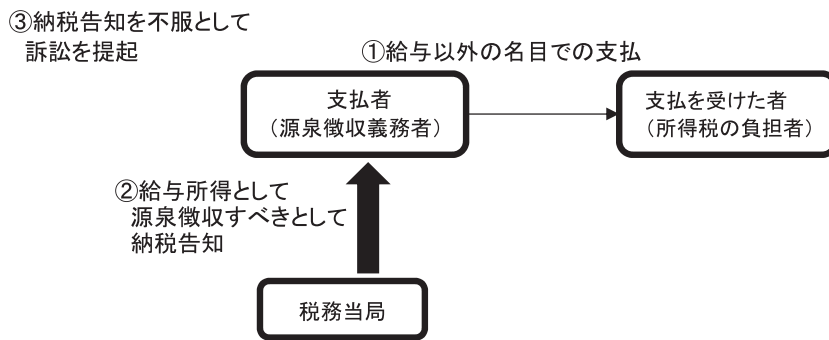 ③納税告知を不服として
訴訟を提起
①給与以外の名目での支払
支払者
（源泉徴収義務者）
支払を受けた者
（所得税の負担者）
②給与所得として
源泉徴収すべきとして
納税告知
税務当局